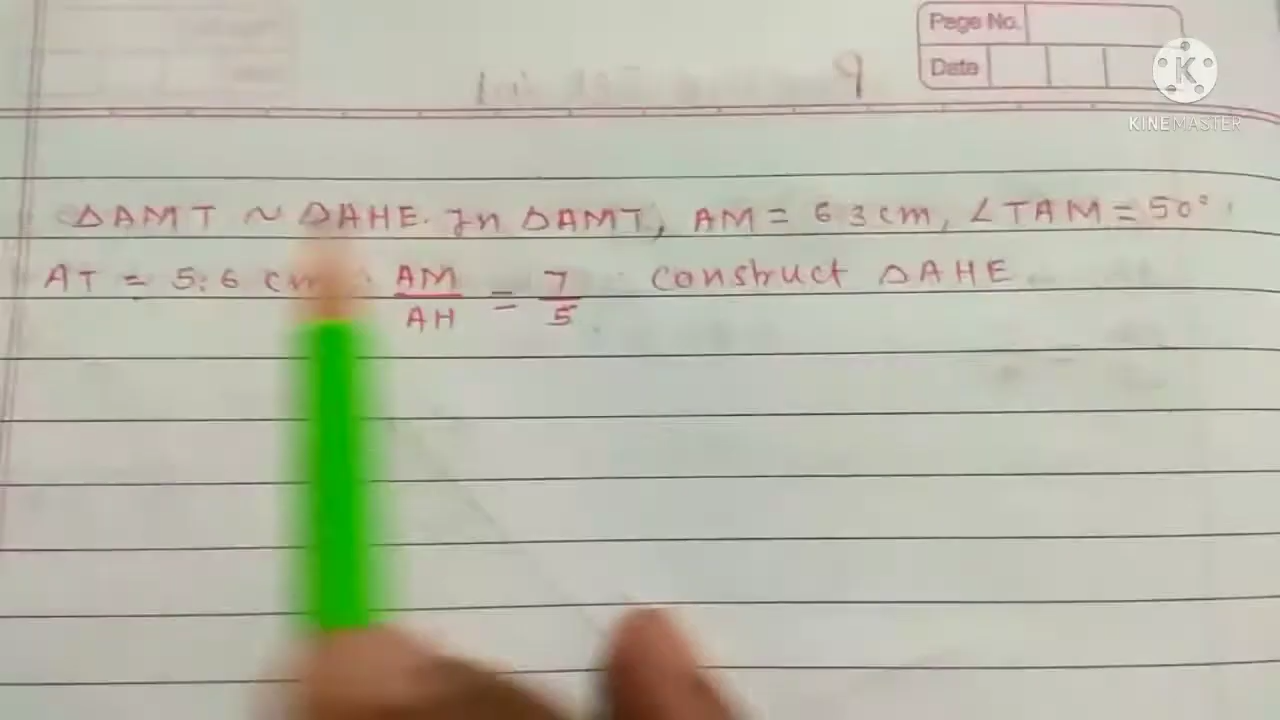 Page No.
Date
K
KINEMASTER
ΔAMT ~ ΔAHE. In ΔAMT, AM = 6 3 cm, ∠TAM = 50°.
AT = 5.6 cm. AM/AH = 7/5. construct ΔAHE